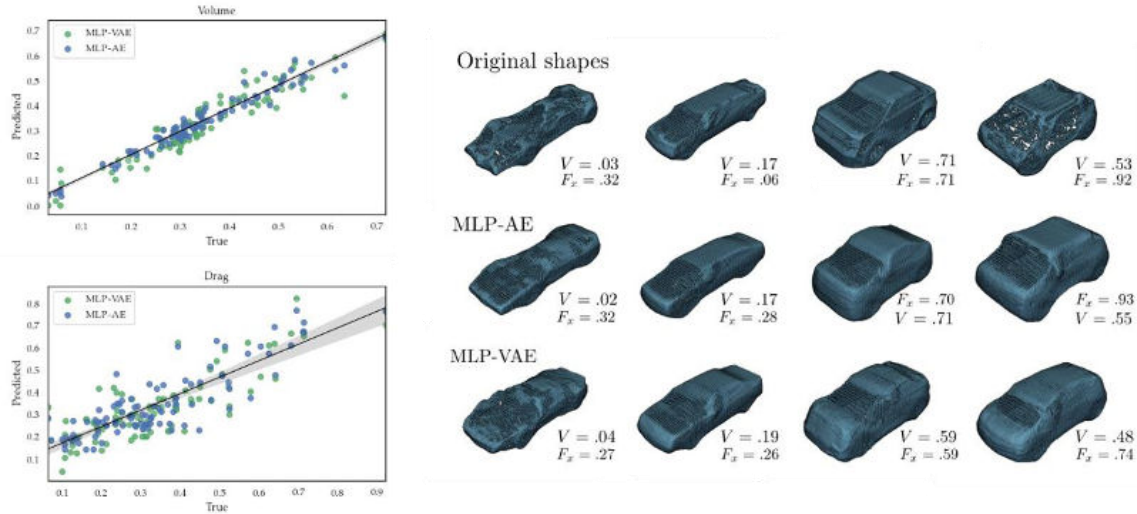 Volume
MLP-VAE
MLP-AE
0.7
0.6
0.5
0.4
0.3
0.2
0.1
0.0
Predicted
0.1 0.2 0.3 0.4 0.5 0.6 0.7
True
Drag
MLP-VAE
MLP-AE
0.8
0.7
0.6
0.5
0.4
0.3
0.2
0.1
Predicted
0.1 0.2 0.3 0.4 0.5 0.6 0.7 0.8 0.9
True
Original shapes
V = .03
F_x = .32
V = .17
F_x = .06
V = .71
F_x = .71
V = .53
F_x = .92
MLP-AE
V = .02
F_x = .32
V = .17
F_x = .28
F_x = .70
V = .71
F_x = .93
V = .55
MLP-VAE
V = .04
F_x = .27
V = .19
F_x = .26
V = .59
F_x = .59
V = .48
F_x = .74